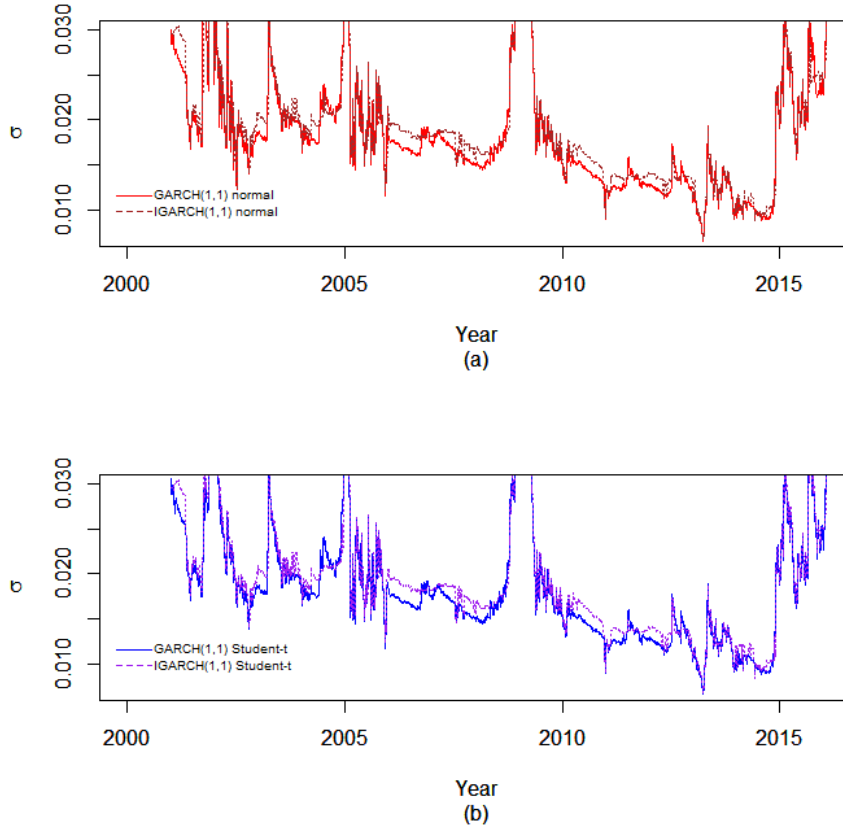 0.030
0.020
0.010
σ
GARCH(1,1) normal
IGARCH(1,1) normal
2000 2005 2010 2015
Year
(a)
0.030
0.020
0.010
σ
GARCH(1,1) Student-t
IGARCH(1,1) Student-t
2000 2005 2010 2015
Year
(b)